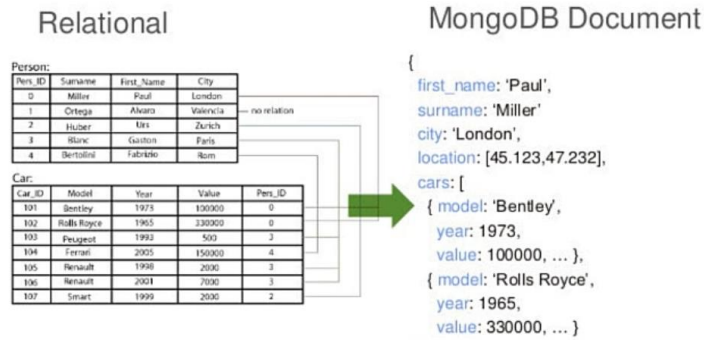 Relational
Person:
Pers_ID Surname First_Name City
0 Miller Paul London
1 Ortega Alvaro Valencia no relation
2 Huber Urs Zurich
3 Blanc Gaston Paris
4 Bertolini Fabrizio Rom
Car:
Car_ID Model Year Value Pers_ID
101 Bentley 1973 100000 0
102 Rolls Royce 1965 330000 0
103 Peugeot 1993 500 3
104 Ferrari 2005 150000 4
105 Renault 1998 2000 3
106 Renault 2001 7000 3
107 Smart 1999 2000 2
MongoDB Document
{
first_name: ‘Paul’,
surname: ‘Miller’
city: ‘London’,
location: [45.123,47.232],
cars: [
{ model: ‘Bentley’,
year: 1973,
value: 100000, … },
{ model: ‘Rolls Royce’,
year: 1965,
value: 330000, … }